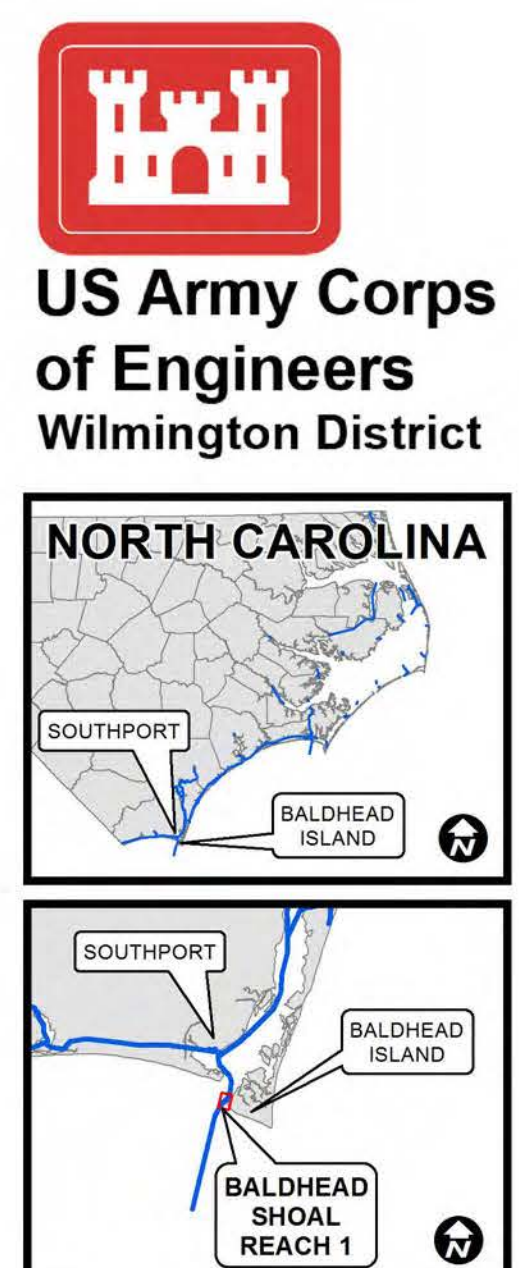 US Army Corps
of Engineers
Wilmington District
NORTH CAROLINA
SOUTHPORT
BALDHEAD
ISLAND
N
SOUTHPORT
BALDHEAD
ISLAND
BALDHEAD
SHOAL
REACH 1
N